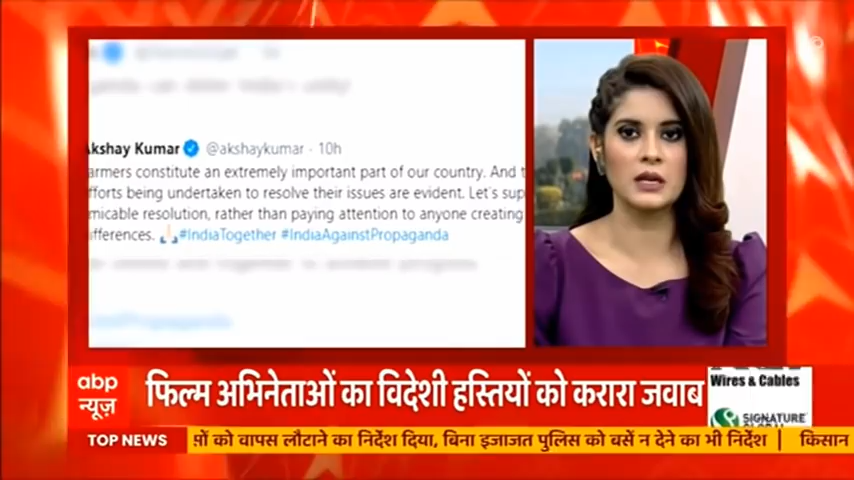 Akshay Kumar @akshaykumar · 10h
armers constitute an extremely important part of our country. And t
fforts being undertaken to resolve their issues are evident. Let's sup
micable resolution, rather than paying attention to anyone creating
ifferences. 🙏🏻#IndiaTogether #IndiaAgainstPropaganda
abp
न्यूज़
फिल्म अभिनेताओं का विदेशी हस्तियों को करारा जवाब
Wires & Cables
SIGNATURE
TOP NEWS
को वापस लौटाने का निर्देश दिया, बिना इजाजत पुलिस को बसें न देने का भी निर्देश | किसान